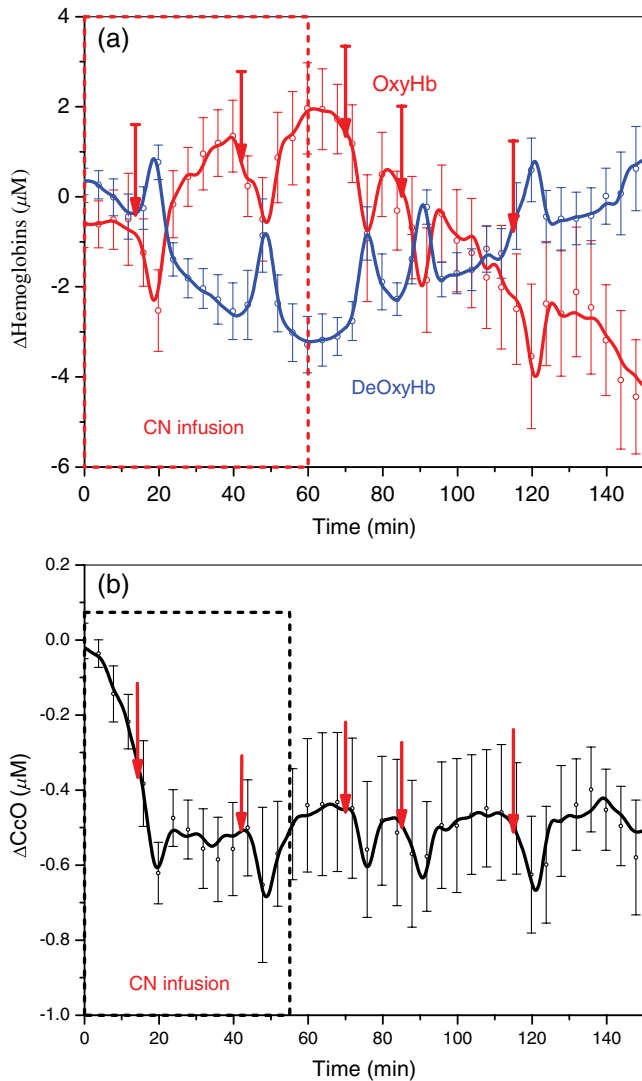 (a)
OxyHb
DeOxyHb
CN infusion
ΔHemoglobins (μM)
4
2
0
-2
-4
-6
0 20 40 60 80 100 120 140
Time (min)
(b)
CN infusion
ΔCcO (μM)
0.2
0.0
-0.2
-0.4
-0.6
-0.8
-1.0
0 20 40 60 80 100 120 140
Time (min)